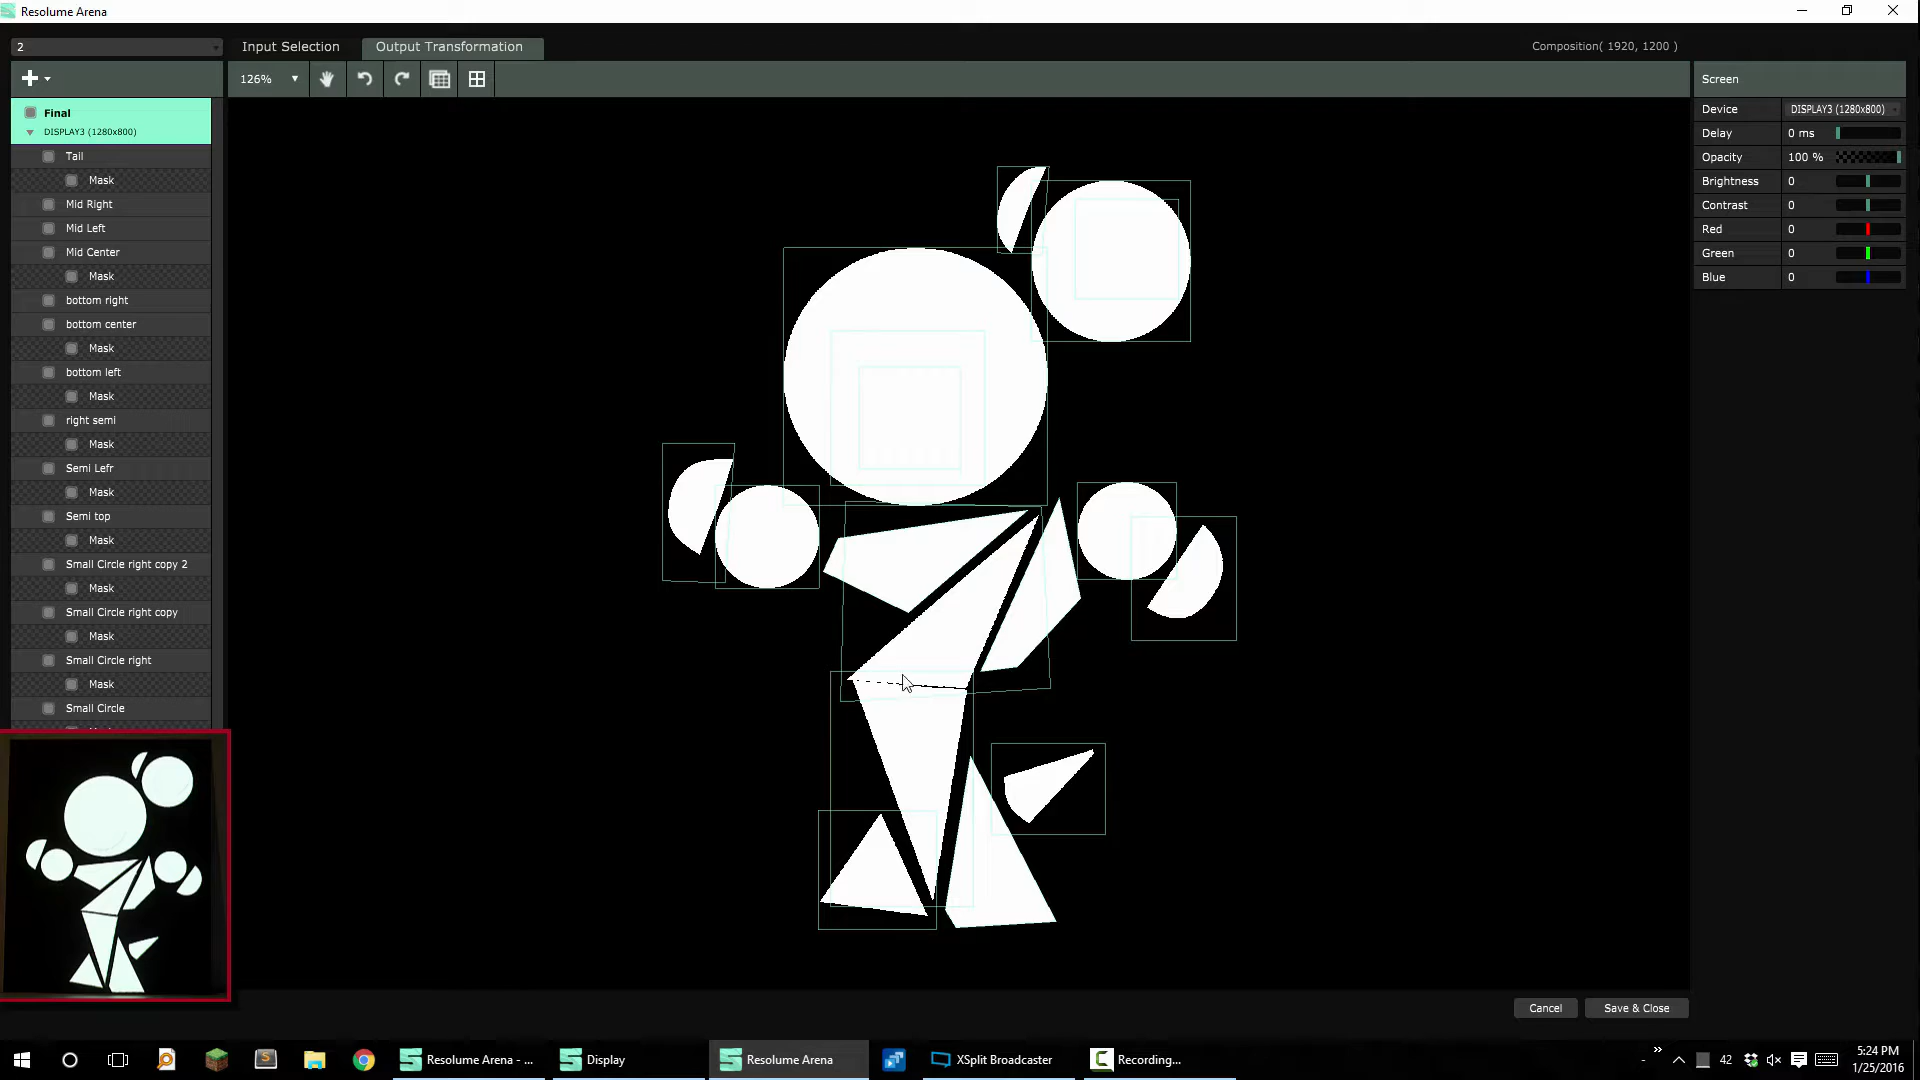 Resolume Arena
2
Input Selection
Output Transformation
Composition( 1920, 1200 )
126%
Screen
Final
DISPLAY3 (1280x800)
Tail
Mask
Mid Right
Mid Left
Mid Center
Mask
bottom right
bottom center
Mask
bottom left
Mask
right semi
Mask
Semi Lefr
Mask
Semi top
Mask
Small Circle right copy 2
Mask
Small Circle right copy
Mask
Small Circle right
Mask
Small Circle
Device
DISPLAY3 (1280x800)
Delay
0 ms
Opacity
100 %
Brightness
0
Contrast
0
Red
0
Green
0
Blue
0
Cancel
Save & Close
Resolume Arena - ...
Display
Resolume Arena
XSplit Broadcaster
Recording...
42
5:24 PM
1/25/2016